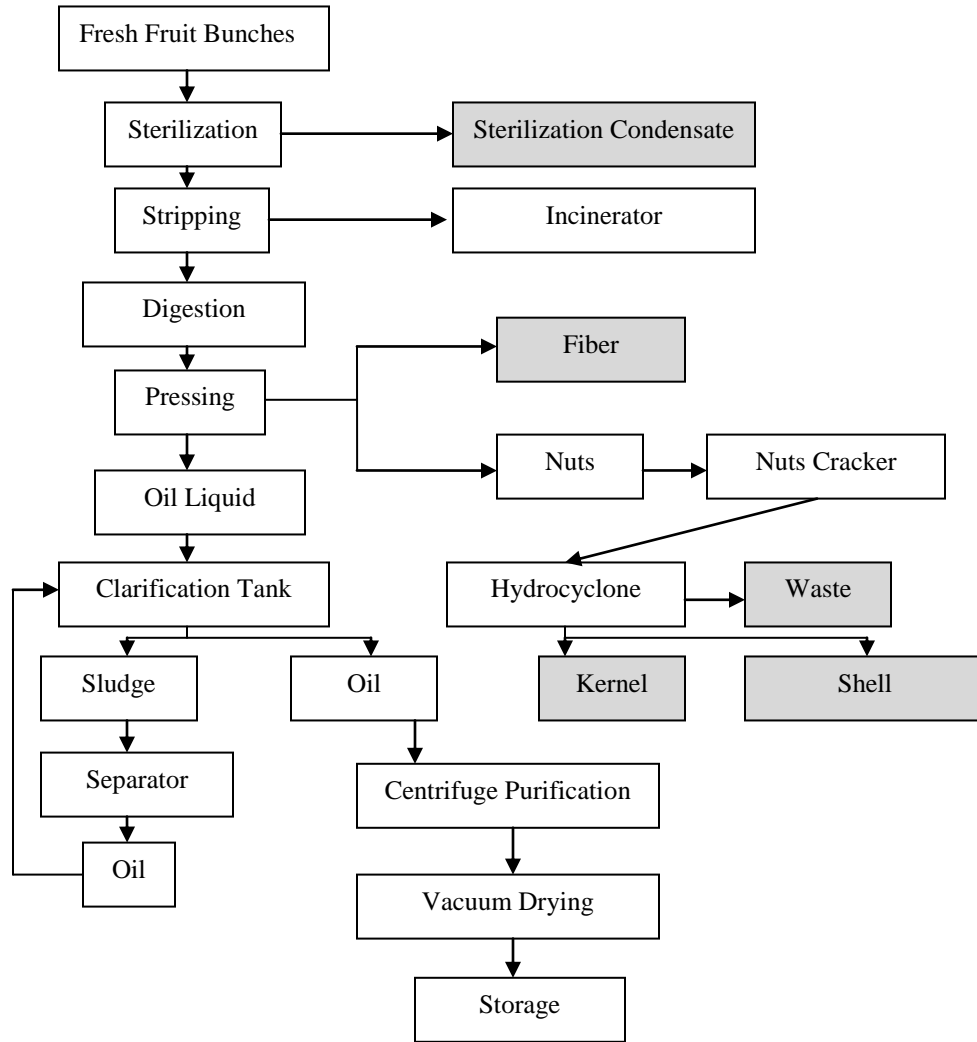 Fresh Fruit Bunches
Sterilization
Sterilization Condensate
Stripping
Incinerator
Digestion
Fiber
Pressing
Nuts
Nuts Cracker
Oil Liquid
Clarification Tank
Hydrocyclone
Waste
Sludge
Oil
Kernel
Shell
Separator
Centrifuge Purification
Oil
Vacuum Drying
Storage